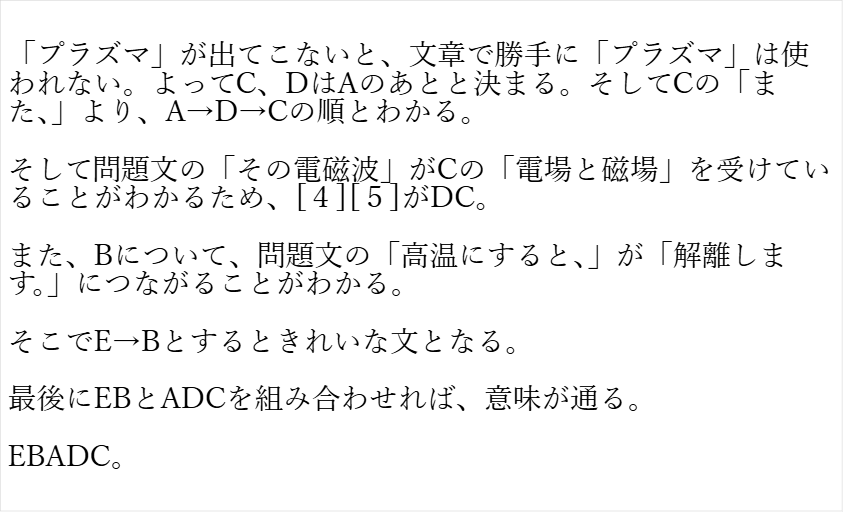 「プラズマ」が出てこないと、文章で勝手に「プラズマ」は使
われない。よってC、DはAのあとと決まる。そしてCの「ま
た、」より、A→D→Cの順とわかる。
そして問題文の「その電磁波」がCの「電場と磁場」を受けてい
ることがわかるため、[４][５]がDC。
また、Bについて、問題文の「高温にすると、」が「解離しま
す。」につながることがわかる。
そこでE→Bとするときれいな文となる。
最後にEBとADCを組み合わせれば、意味が通る。
EBADC。